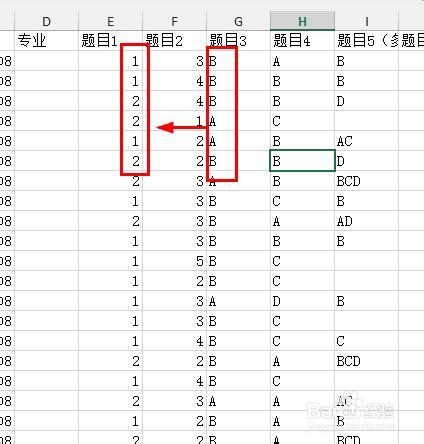 D E F G H I
专业 题目1 题目2 题目3 题目4 题目5（多
08 1 3 B A B
08 1 4 B B B
08 2 4 B B D
08 2 1 A C
08 1 2 A B AC
08 2 2 B B D
08 2 3 A B BCD
08 1 3 B C B
08 2 3 B A AD
08 1 3 B B B
08 1 5 B C
08 1 2 B C
08 1 3 A D B
08 1 3 B C
08 1 4 B C C
08 2 2 B A BCD
08 1 4 B C
08 2 3 A A AC
08 1 2 B A B
08 2 2 B A BCD